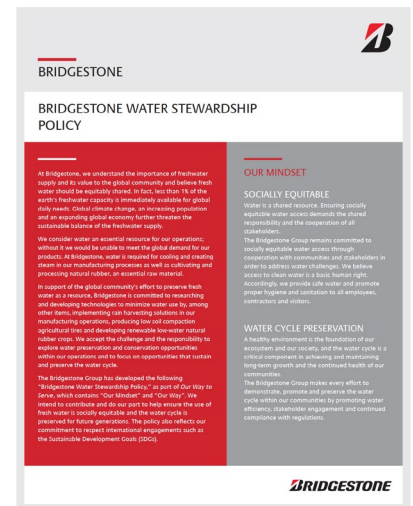 BRIDGESTONE
BRIDGESTONE WATER STEWARDSHIP
POLICY
At Bridgestone, we understand the importance of freshwater
supply and its value to the global community and believe fresh
water should be equitably shared. In fact, less than 1% of the
earth's freshwater capacity is immediately available for global
daily needs. Global climate change, an increasing population
and an expanding global economy further threaten the
sustainable balance of the freshwater supply.
We consider water an essential resource for our operations;
without it we would be unable to meet the global demand for our
products. At Bridgestone, water is required for cooling and creating
steam in our manufacturing processes as well as cultivating and
processing natural rubber, an essential raw material.
In support of the global community's effort to preserve fresh
water as a resource, Bridgestone is committed to researching
and developing technologies to minimize water use by, among
other items, implementing rain harvesting solutions in our
manufacturing operations, producing low soil compaction
agricultural tires and developing renewable low-water natural
rubber crops. We accept the challenge and the responsibility to
explore water preservation and conservation opportunities
within our operations and to focus on opportunities that sustain
and preserve the water cycle.
The Bridgestone Group has developed the following
"Bridgestone Water Stewardship Policy," as part of Our Way to
Serve, which contains "Our Mindset" and "Our Way". We
intend to contribute and do our part to help ensure the use of
fresh water is socially equitable and the water cycle is
preserved for future generations. The policy also reflects our
commitment to respect international engagements such as
the Sustainable Development Goals (SDGs).
OUR MINDSET
SOCIALLY EQUITABLE
Water is a shared resource. Ensuring socially
equitable water access demands the shared
responsibility and the cooperation of all
stakeholders.
The Bridgestone Group remains committed to
socially equitable water access through
cooperation with communities and stakeholders in
order to address water challenges. We believe
access to clean water is a basic human right.
Accordingly, we provide safe water and promote
proper hygiene and sanitation to all employees,
contractors and visitors.
WATER CYCLE PRESERVATION
A healthy environment is the foundation of our
ecosystem and our society, and the water cycle is a
critical component in achieving and maintaining
long-term growth and the continued health of our
communities.
The Bridgestone Group makes every effort to
demonstrate, promote and preserve the water
cycle within our communities by promoting water
efficiency, stakeholder engagement and continued
compliance with regulations.
BRIDGESTONE